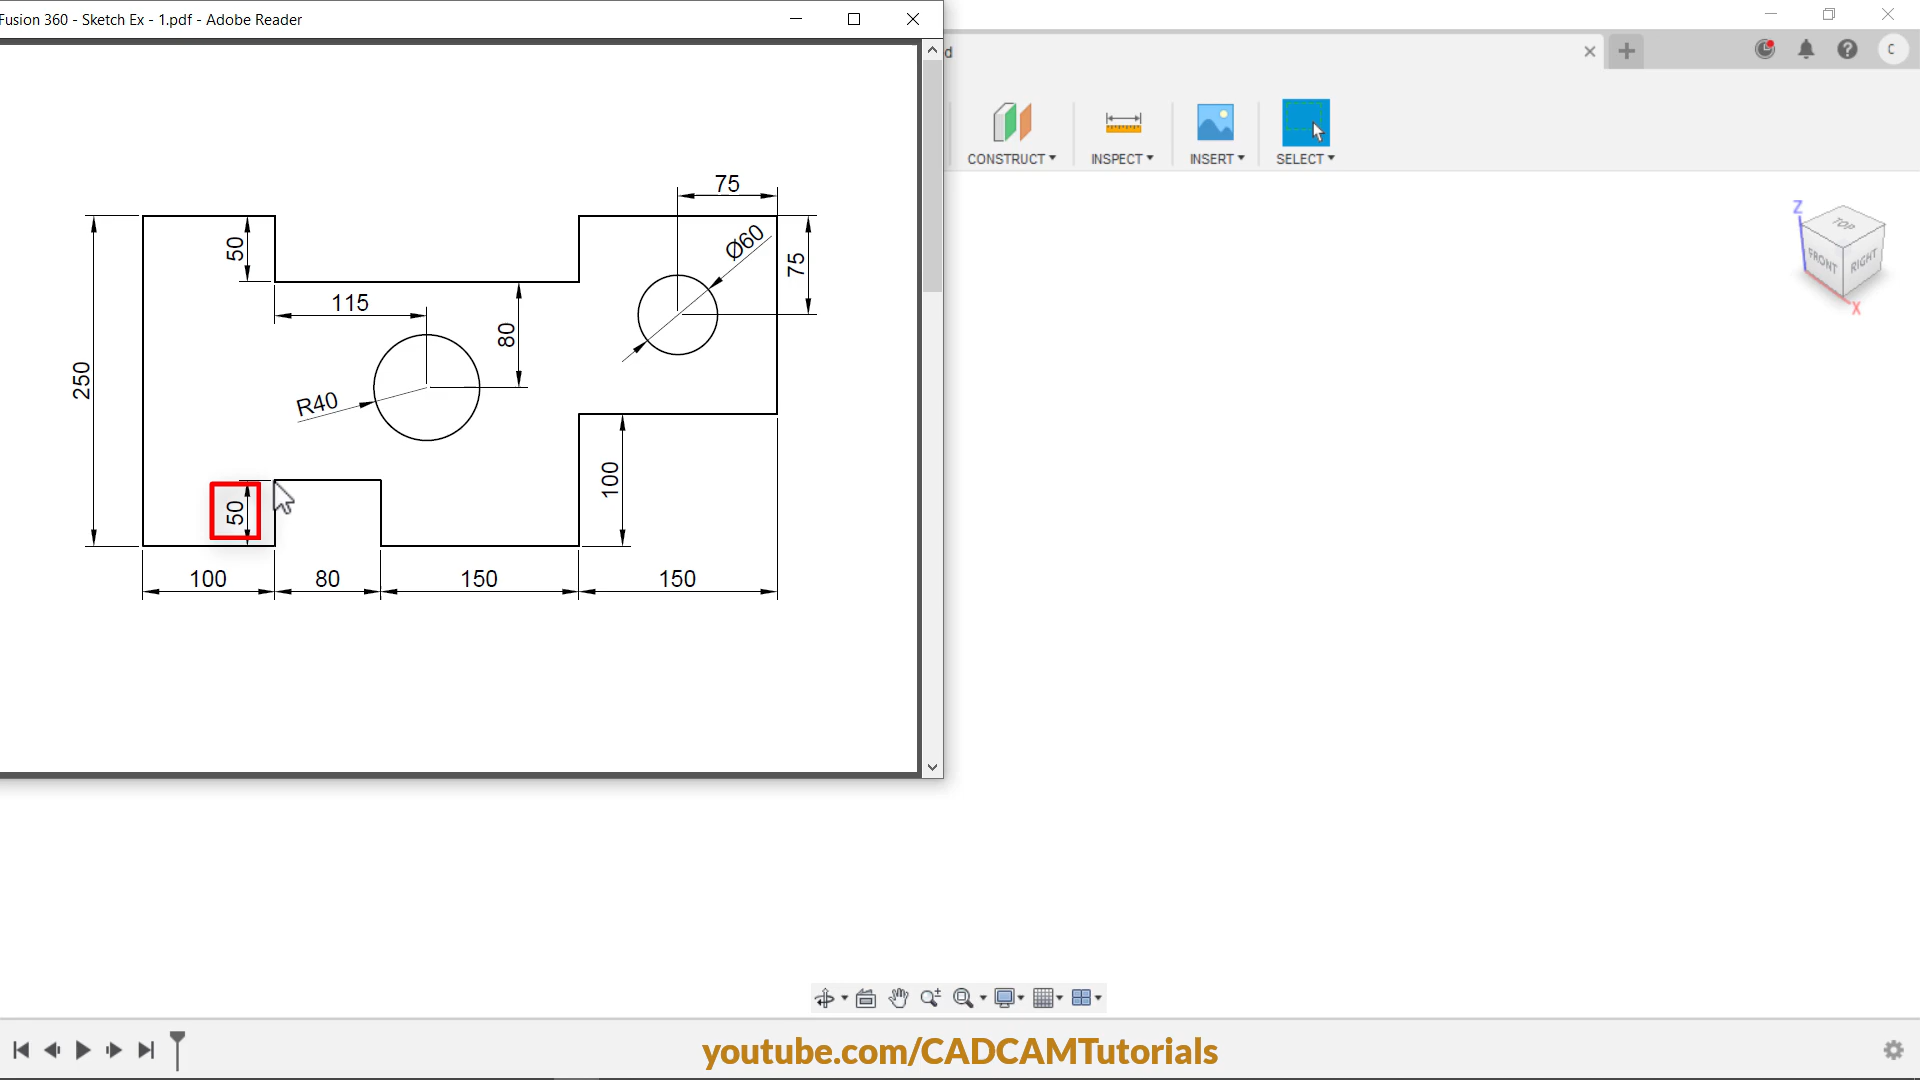 Fusion 360 - Sketch Ex - 1.pdf - Adobe Reader
d
C
CONSTRUCT
INSPECT
INSERT
SELECT
75
50
Ø60
75
115
80
250
R40
100
50
100
80
150
150
Z
TOP
FRONT
RIGHT
X
youtube.com/CADCAMTutorials